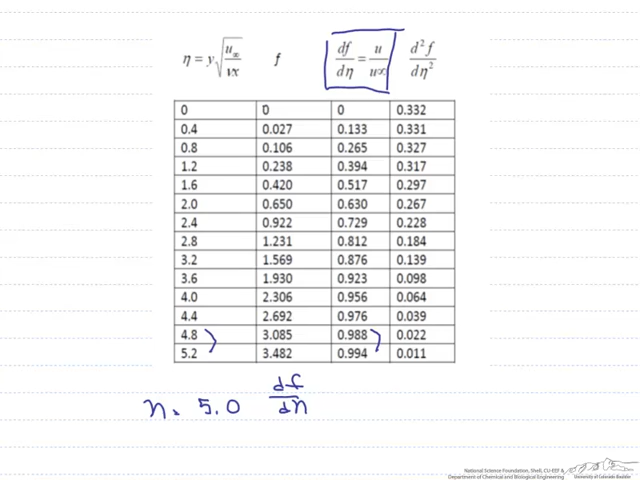 η = y√(u∞/νx) f df/dη = u/u∞ d²f/dη²
0 0 0 0.332
0.4 0.027 0.133 0.331
0.8 0.106 0.265 0.327
1.2 0.238 0.394 0.317
1.6 0.420 0.517 0.297
2.0 0.650 0.630 0.267
2.4 0.922 0.729 0.228
2.8 1.231 0.812 0.184
3.2 1.569 0.876 0.139
3.6 1.930 0.923 0.098
4.0 2.306 0.956 0.064
4.4 2.692 0.976 0.039
4.8 3.085 0.988 0.022
5.2 3.482 0.994 0.011
η = 5.0 df/dη
National Science Foundation, Shell, CU-EEF &
Department of Chemical and Biological Engineering
University of Colorado Boulder